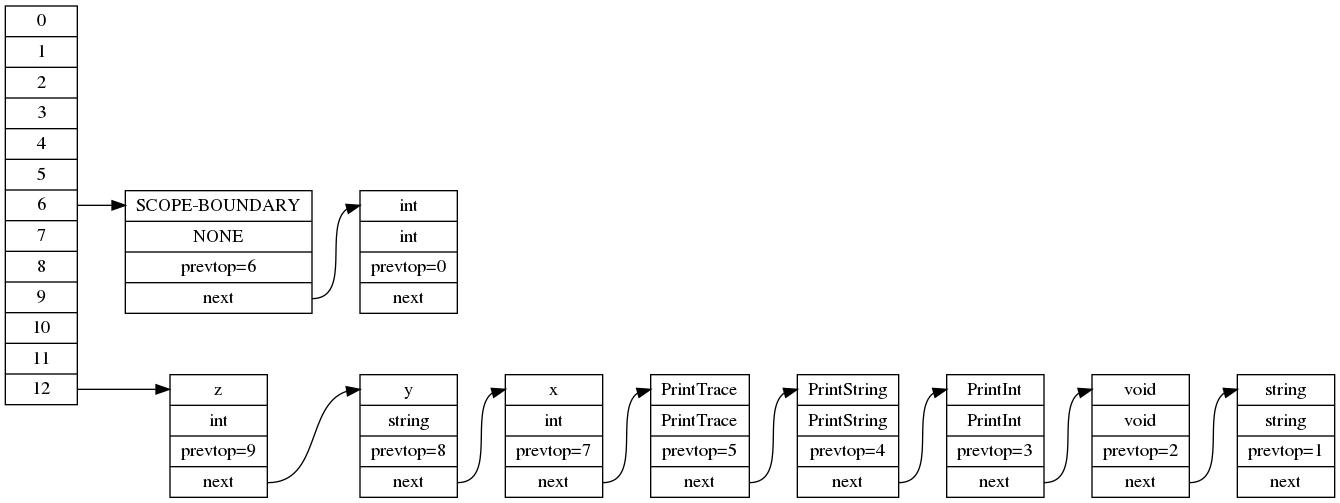 0
1
2
3
4
5
6
7
8
9
10
11
12
SCOPE-BOUNDARY
NONE
prevtop=6
next
int
int
prevtop=0
next
z
int
prevtop=9
next
y
string
prevtop=8
next
x
int
prevtop=7
next
PrintTrace
PrintTrace
prevtop=5
next
PrintString
PrintString
prevtop=4
next
PrintInt
PrintInt
prevtop=3
next
void
void
prevtop=2
next
string
string
prevtop=1
next